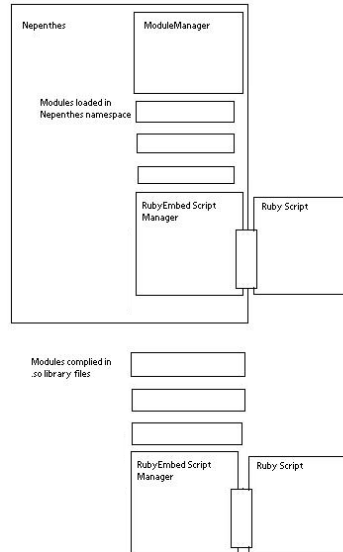 Nepenthes
ModuleManager
Modules loaded in
Nepenthes namespace
RubyEmbed Script
Manager
Ruby Script
Modules complied in
.so library files
RubyEmbed Script
Manager
Ruby Script